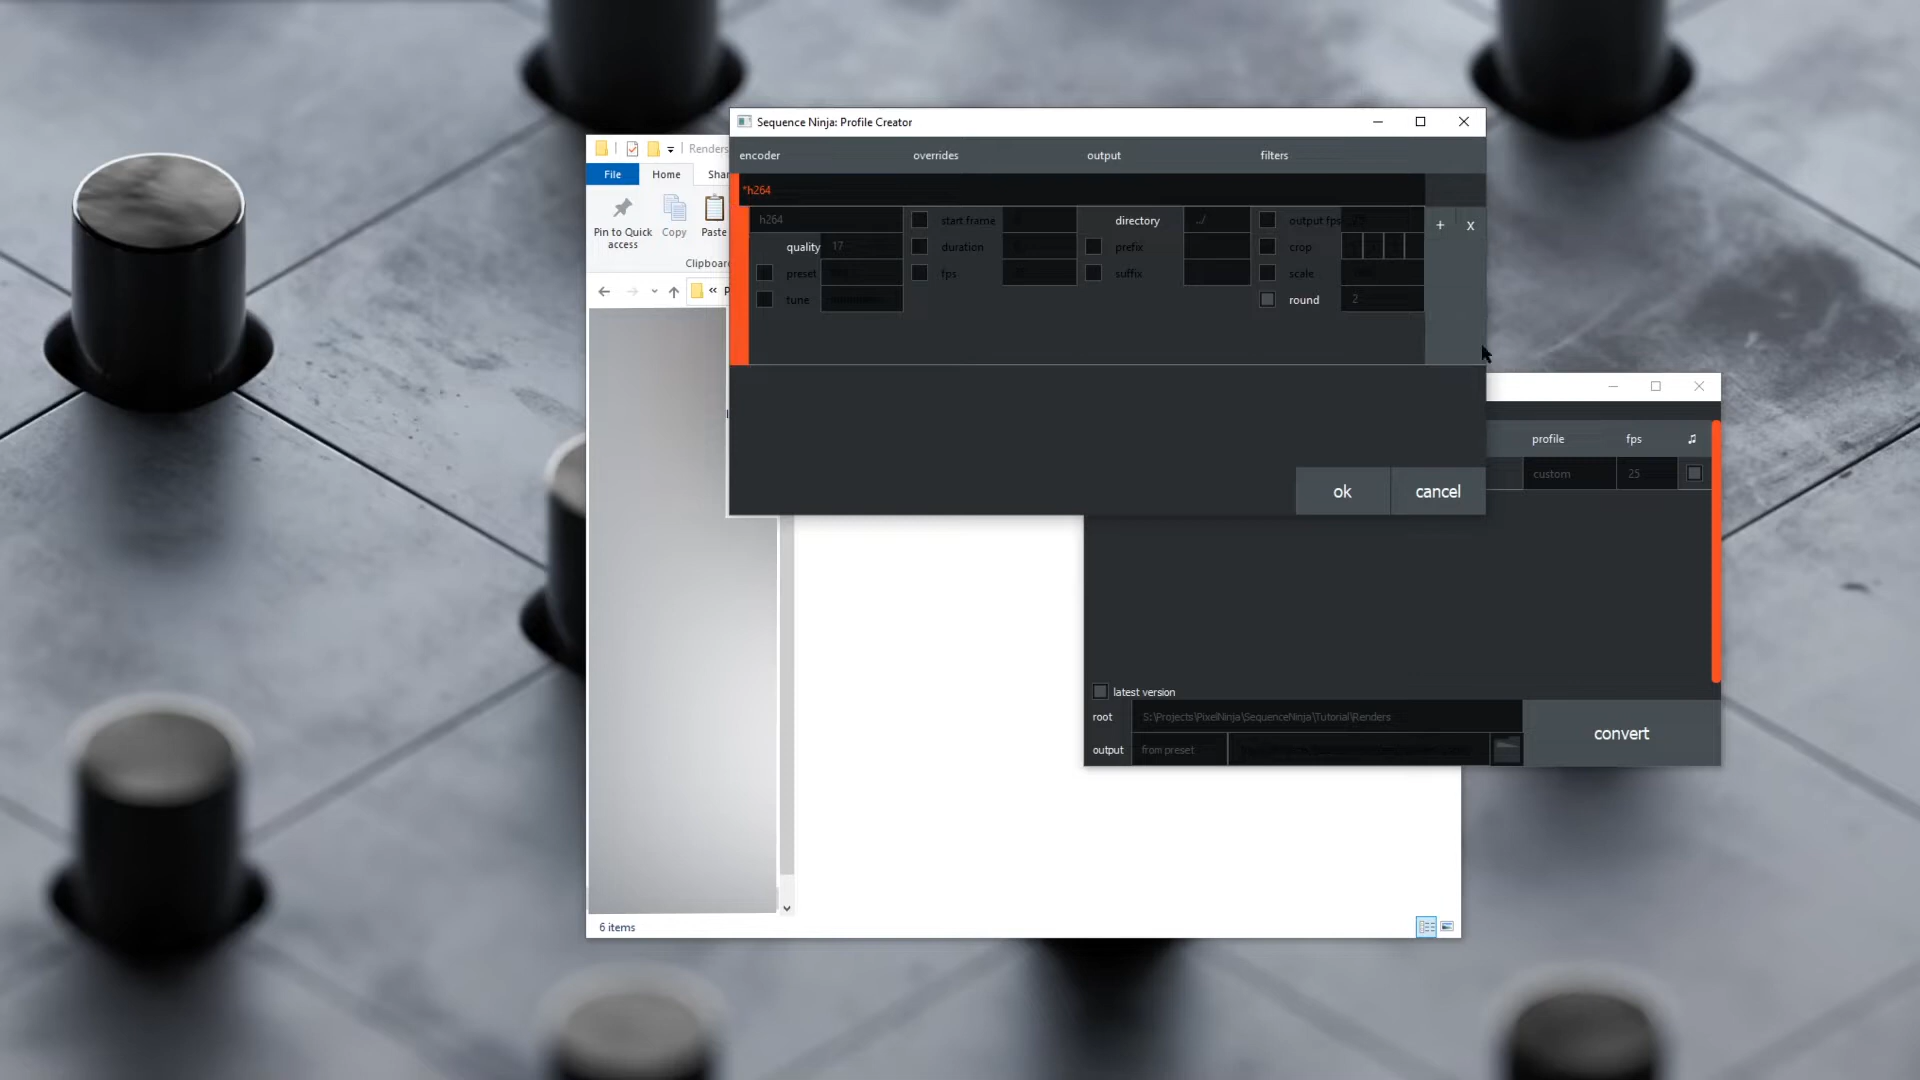 Sequence Ninja: Profile Creator
encoder overrides output filters
*h264
h264 start frame directory ../ output fps + x
quality 17 duration prefix crop
preset fps suffix scale
tune round 2
ok cancel
Renders
File Home Shar
Pin to Quick access Copy Paste
Clipboar
«
profile fps ♫
custom 25
latest version
root S:\Projects\PixelNinja\SequenceNinja\Tutorial\Renders
output from preset
convert
6 items